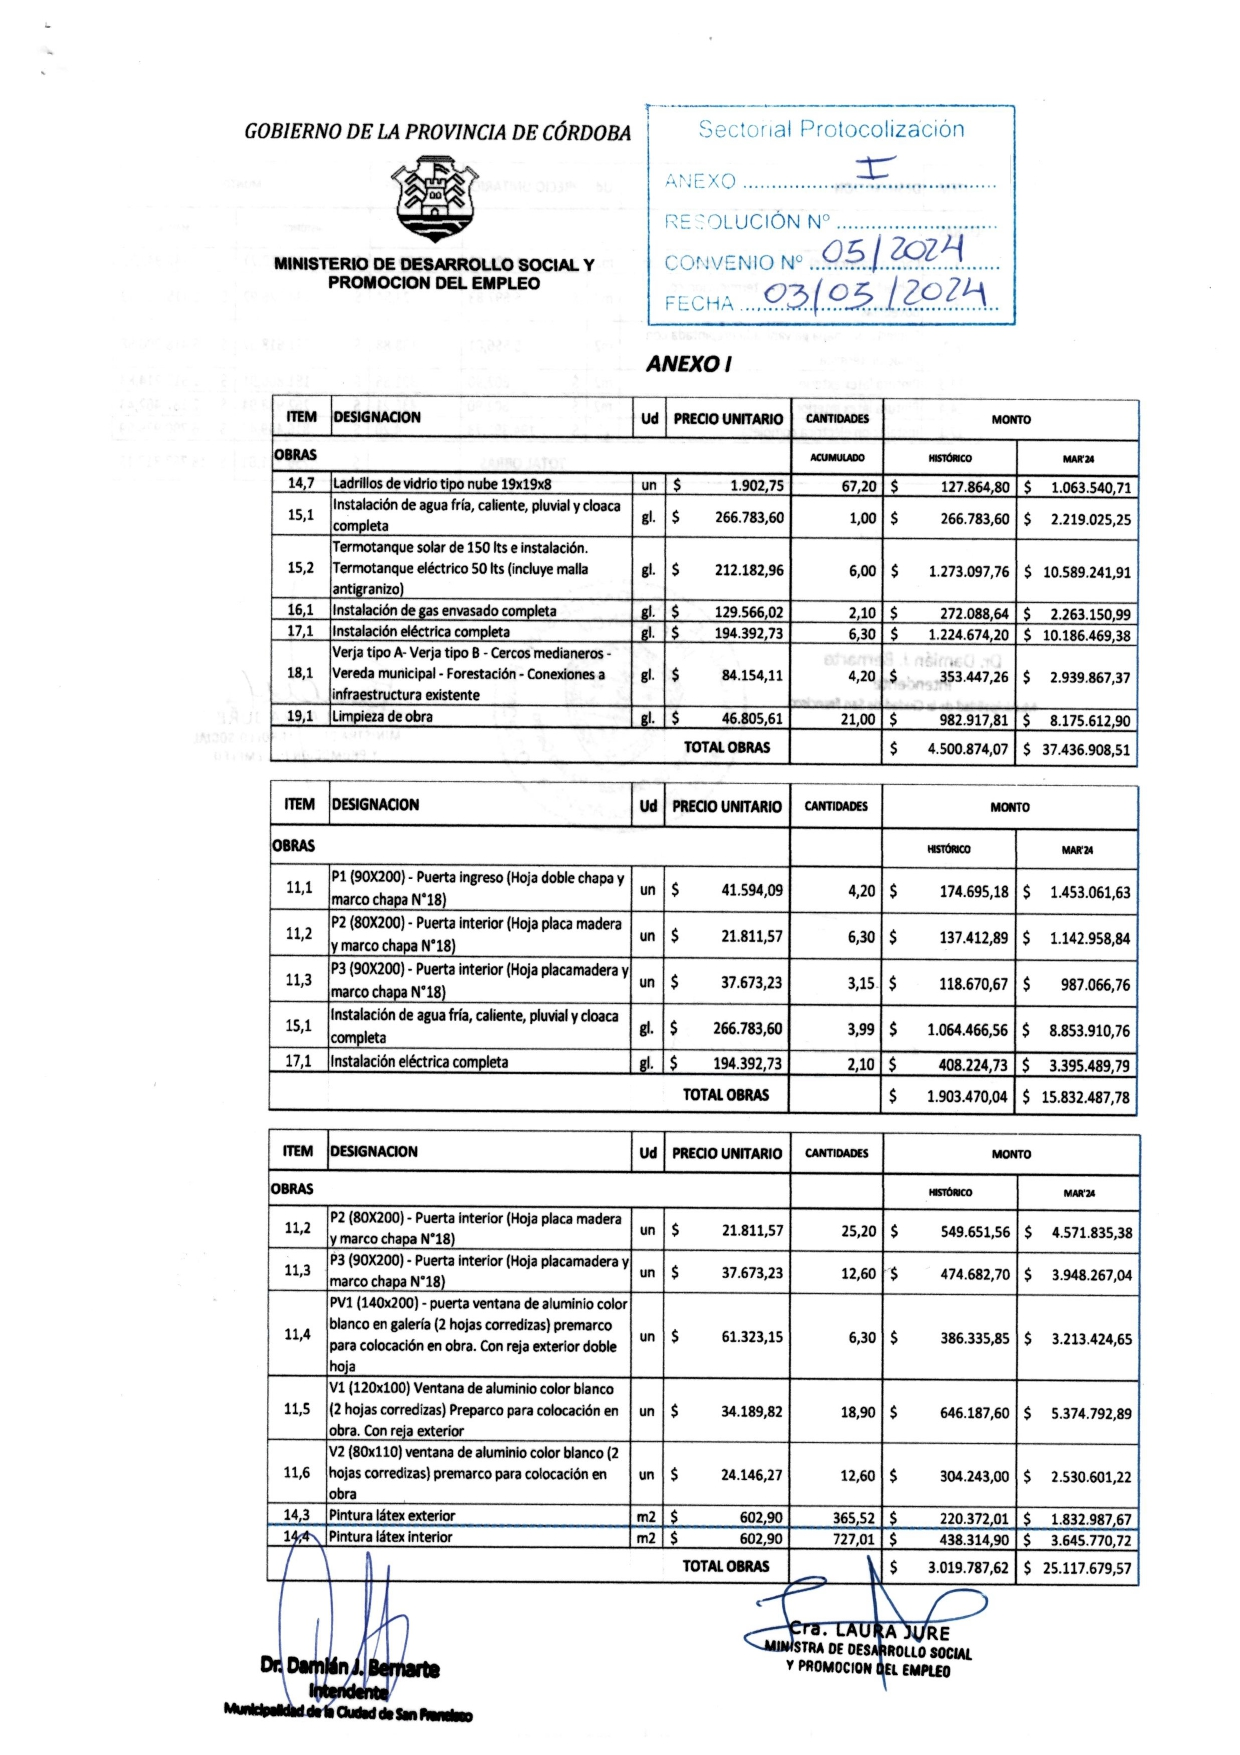 GOBIERNO DE LA PROVINCIA DE CÓRDOBA
MINISTERIO DE DESARROLLO SOCIAL Y
PROMOCION DEL EMPLEO
Sectorial Protocolización
ANEXO I
RESOLUCIÓN Nº
CONVENIO Nº 05/2024
FECHA 03/05/2024
ANEXO I
ITEM DESIGNACION Ud PRECIO UNITARIO CANTIDADES MONTO
OBRAS ACUMULADO HISTÓRICO MAR'24
14,7 Ladrillos de vidrio tipo nube 19x19x8 un $ 1.902,75 67,20 $ 127.864,80 $ 1.063.540,71
15,1 Instalación de agua fría, caliente, pluvial y cloaca
completa gl. $ 266.783,60 1,00 $ 266.783,60 $ 2.219.025,25
Termotanque solar de 150 lts e instalación.
15,2 Termotanque eléctrico 50 lts (incluye malla gl. $ 212.182,96 6,00 $ 1.273.097,76 $ 10.589.241,91
antigranizo)
16,1 Instalación de gas envasado completa gl. $ 129.566,02 2,10 $ 272.088,64 $ 2.263.150,99
17,1 Instalación eléctrica completa gl. $ 194.392,73 6,30 $ 1.224.674,20 $ 10.186.469,38
Verja tipo A- Verja tipo B - Cercos medianeros -
18,1 Vereda municipal - Forestación - Conexiones a gl. $ 84.154,11 4,20 $ 353.447,26 $ 2.939.867,37
infraestructura existente
19,1 Limpieza de obra gl. $ 46.805,61 21,00 $ 982.917,81 $ 8.175.612,90
TOTAL OBRAS $ 4.500.874,07 $ 37.436.908,51
ITEM DESIGNACION Ud PRECIO UNITARIO CANTIDADES MONTO
OBRAS HISTÓRICO MAR'24
11,1 P1 (90X200) - Puerta ingreso (Hoja doble chapa y
marco chapa N°18) un $ 41.594,09 4,20 $ 174.695,18 $ 1.453.061,63
11,2 P2 (80X200) - Puerta interior (Hoja placa madera
y marco chapa N°18) un $ 21.811,57 6,30 $ 137.412,89 $ 1.142.958,84
11,3 P3 (90X200) - Puerta interior (Hoja placamadera y
marco chapa N°18) un $ 37.673,23 3,15 $ 118.670,67 $ 987.066,76
15,1 Instalación de agua fría, caliente, pluvial y cloaca
completa gl. $ 266.783,60 3,99 $ 1.064.466,56 $ 8.853.910,76
17,1 Instalación eléctrica completa gl. $ 194.392,73 2,10 $ 408.224,73 $ 3.395.489,79
TOTAL OBRAS $ 1.903.470,04 $ 15.832.487,78
ITEM DESIGNACION Ud PRECIO UNITARIO CANTIDADES MONTO
OBRAS HISTÓRICO MAR'24
11,2 P2 (80X200) - Puerta interior (Hoja placa madera
y marco chapa N°18) un $ 21.811,57 25,20 $ 549.651,56 $ 4.571.835,38
11,3 P3 (90X200) - Puerta interior (Hoja placamadera y
marco chapa N°18) un $ 37.673,23 12,60 $ 474.682,70 $ 3.948.267,04
PV1 (140x200) - puerta ventana de aluminio color
11,4 blanco en galería (2 hojas corredizas) premarco un $ 61.323,15 6,30 $ 386.335,85 $ 3.213.424,65
para colocación en obra. Con reja exterior doble
hoja
V1 (120x100) Ventana de aluminio color blanco
11,5 (2 hojas corredizas) Preparco para colocación en un $ 34.189,82 18,90 $ 646.187,60 $ 5.374.792,89
obra. Con reja exterior
V2 (80x110) ventana de aluminio color blanco (2
11,6 hojas corredizas) premarco para colocación en un $ 24.146,27 12,60 $ 304.243,00 $ 2.530.601,22
obra
14,3 Pintura látex exterior m2 $ 602,90 365,52 $ 220.372,01 $ 1.832.987,67
14,4 Pintura látex interior m2 $ 602,90 727,01 $ 438.314,90 $ 3.645.770,72
TOTAL OBRAS $ 3.019.787,62 $ 25.117.679,57
Dr. Damián J. Bernarte
Intendente
Municipalidad de la Ciudad de San Francisco
Cra. LAURA JURE
MINISTRA DE DESARROLLO SOCIAL
Y PROMOCION DEL EMPLEO